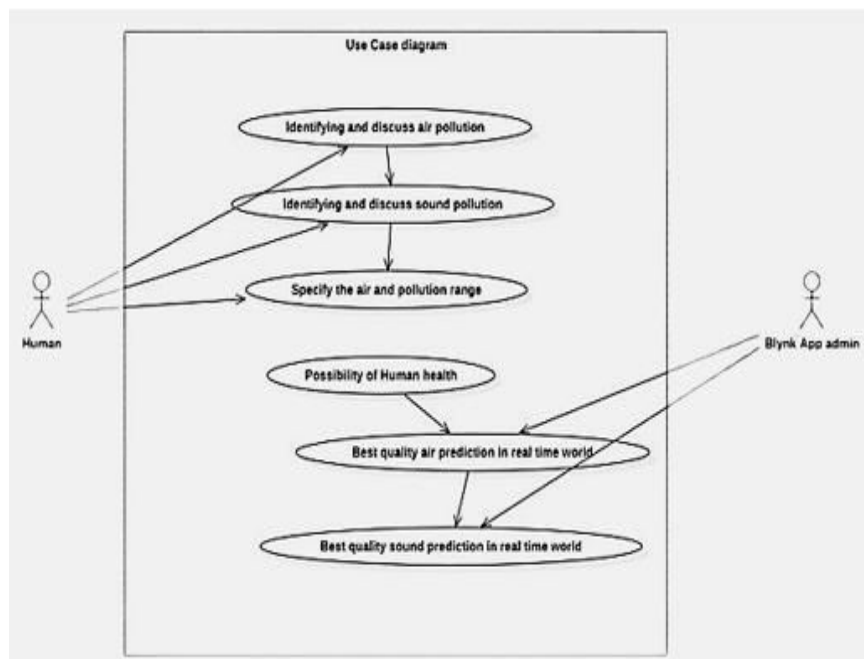 Use Case diagram
Identifying and discuss air pollution
Identifying and discuss sound pollution
Specify the air and pollution range
Human
Blynk App admin
Possibility of Human health
Best quality air prediction in real time world
Best quality sound prediction in real time world